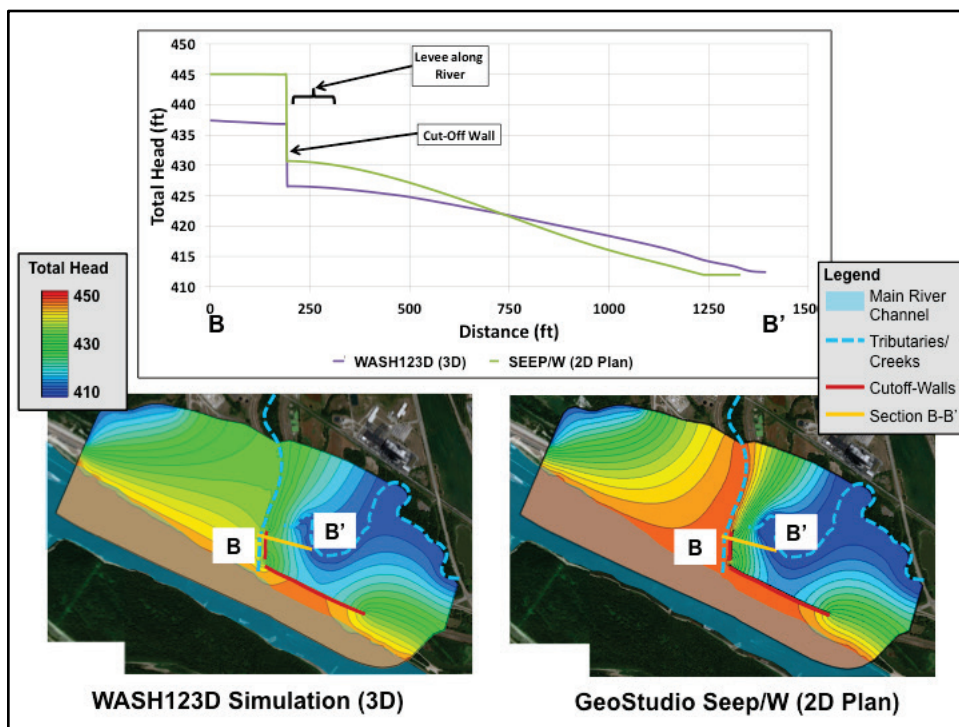 450
445
440
435
430
425
420
415
410
Total Head (ft)
Levee along
River
Cut-Off Wall
0
250
500
750
1000
1250
1500
B
Distance (ft)
B'
WASH123D (3D)
SEEP/W (2D Plan)
Total Head
450
430
410
Legend
Main River
Channel
Tributaries/
Creeks
Cutoff-Walls
Section B-B'
B
B'
B
B'
WASH123D Simulation (3D)
GeoStudio Seep/W (2D Plan)